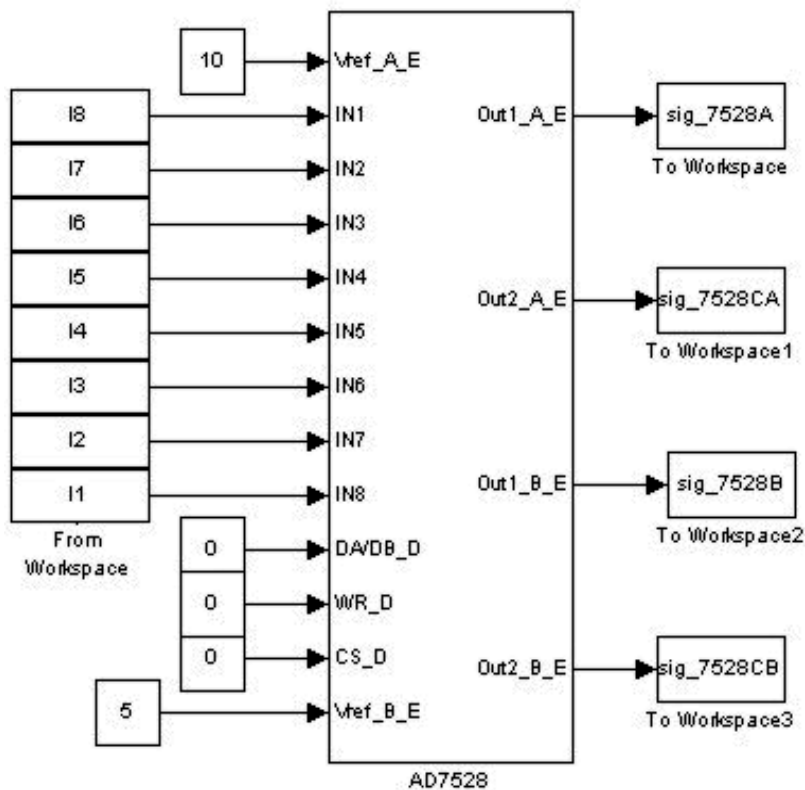 10
Vref_A_E
I8
IN1
Out1_A_E
sig_7528A
To Workspace
I7
IN2
I6
IN3
I5
IN4
Out2_A_E
sig_7528CA
To Workspace1
I4
IN5
I3
IN6
I2
IN7
I1
IN8
Out1_B_E
sig_7528B
To Workspace2
From
Workspace
0
DA/DB_D
0
WR_D
0
CS_D
Out2_B_E
sig_7528CB
To Workspace3
5
Vref_B_E
AD7528